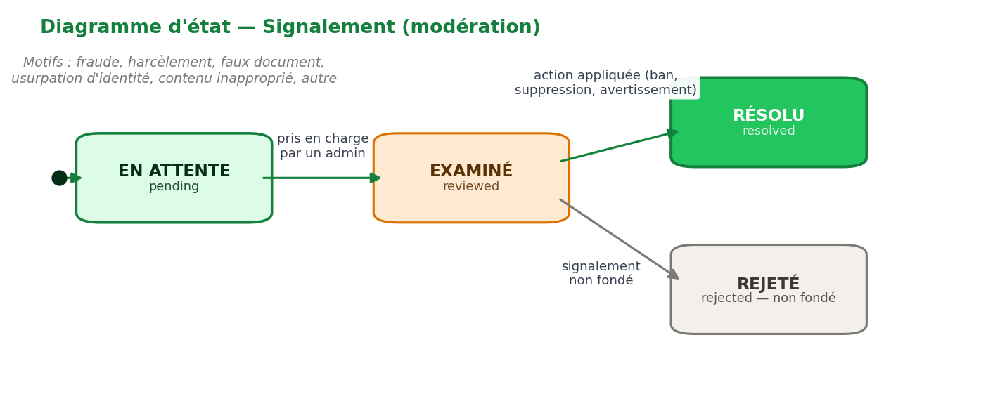 Diagramme d'état — Signalement (modération)
Motifs : fraude, harcèlement, faux document,
usurpation d'identité, contenu inapproprié, autre
EN ATTENTE
pending
pris en charge
par un admin
EXAMINÉ
reviewed
action appliquée (ban,
suppression, avertissement)
RÉSOLU
resolved
signalement
non fondé
REJETÉ
rejected — non fondé